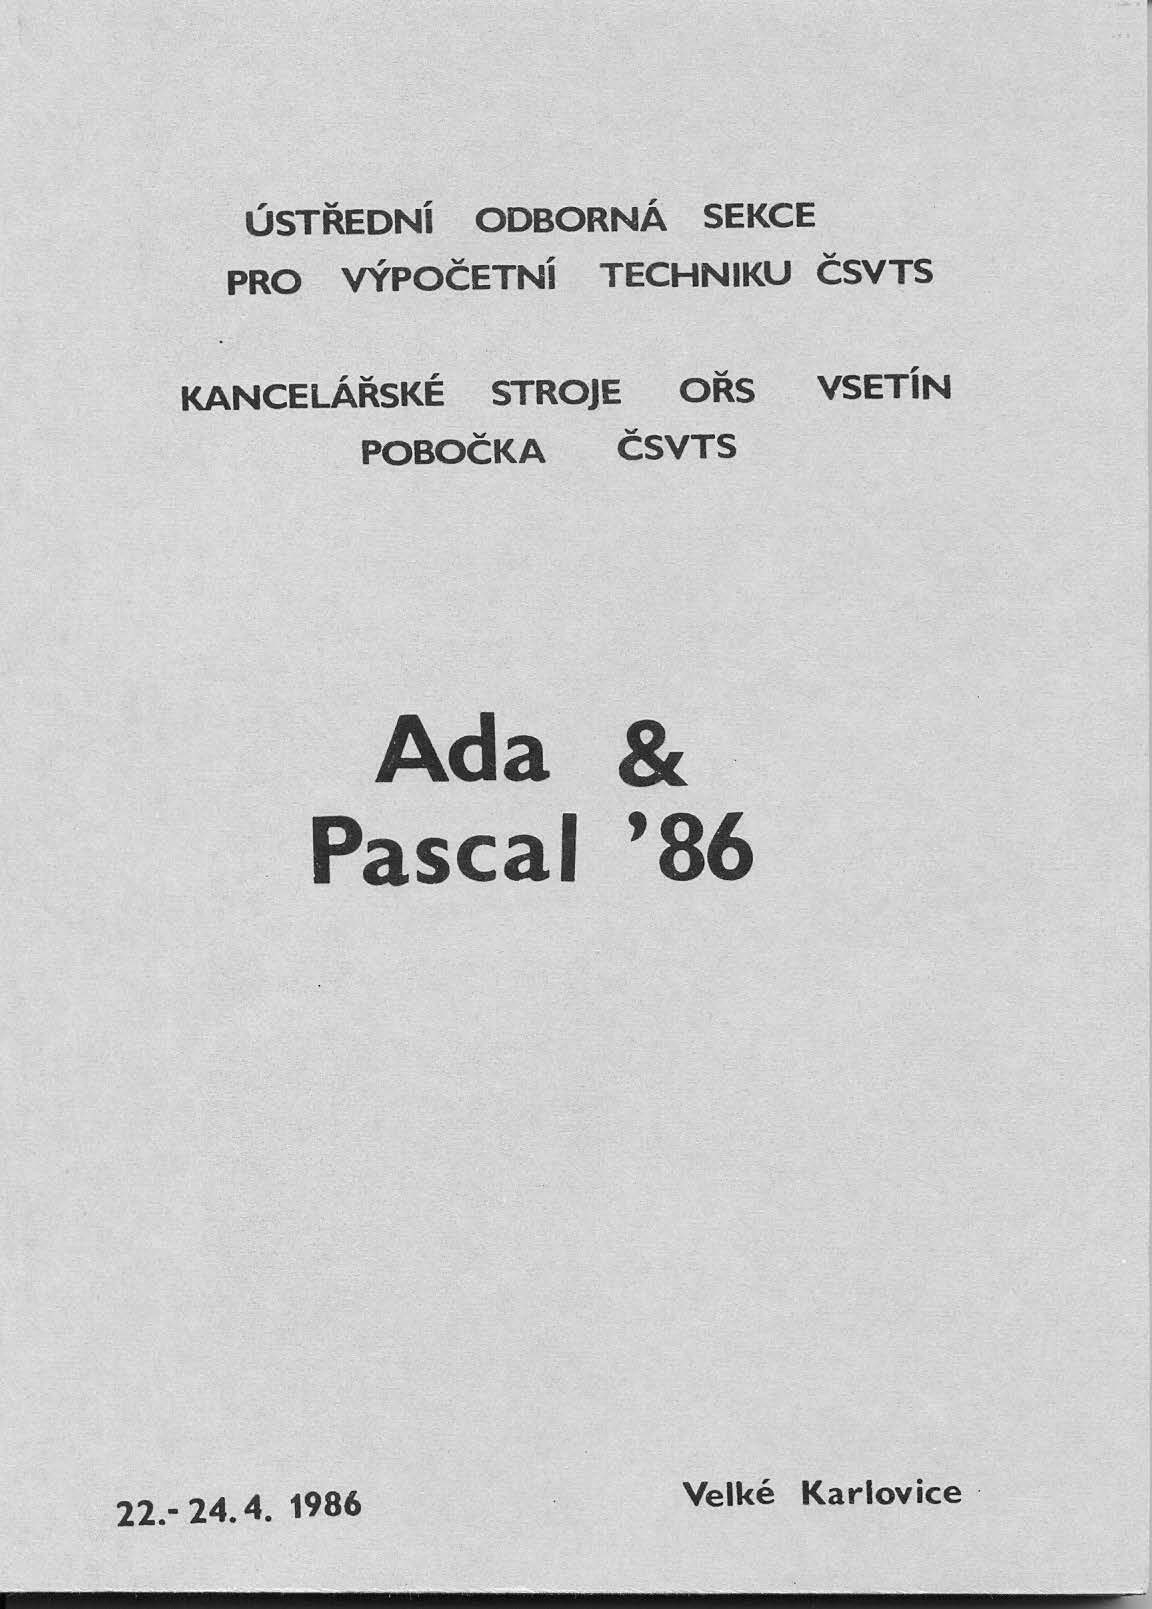 ÚSTŘEDNÍ ODBORNÁ SEKCE
PRO VÝPOČETNÍ TECHNIKU ČSVTS
KANCELÁŘSKÉ STROJE OŘS VSETÍN
POBOČKA ČSVTS
Ada &
Pascal '86
22.-24.4. 1986 Velké Karlovice